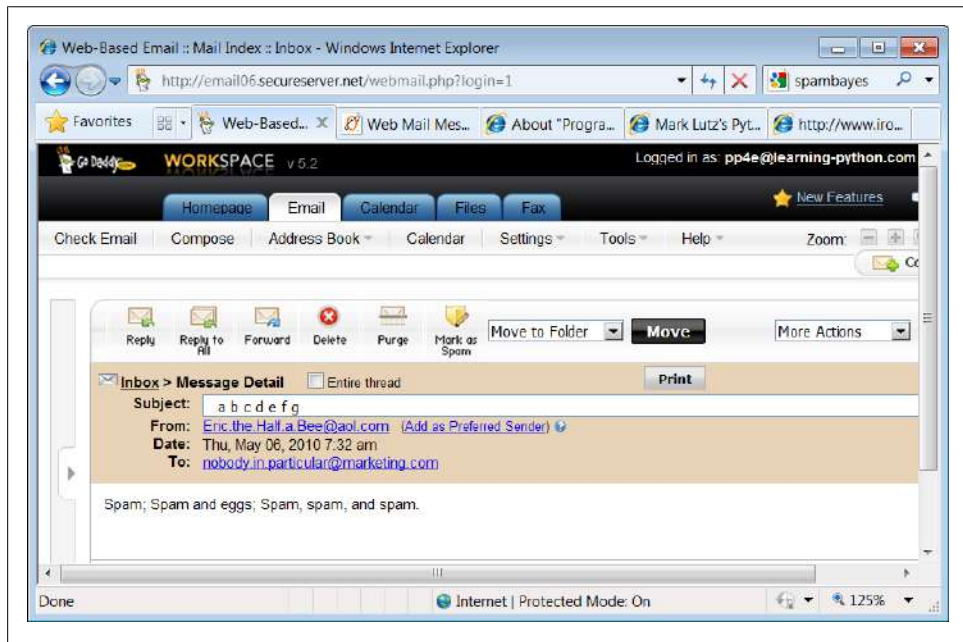 Web-Based Email :: Mail Index :: Inbox - Windows Internet Explorer
http://email06.secureserver.net/webmail.php?login=1
spambayes
Favorites
Web-Based...
Web Mail Mes...
About "Progra...
Mark Lutz's Pyt...
http://www.iro...
Go Daddy
WORKSPACE v 5.2
Logged in as: pp4e@learning-python.com
Homepage Email Calendar Files Fax
New Features
Check Email Compose Address Book Calendar Settings Tools Help Zoom:
Reply
Reply to All
Forward
Delete
Purge
Mark as Spam
Move to Folder
Move
More Actions
Inbox > Message Detail Entire thread Print
Subject: a b c d e f g
From: Eric.the.Half.a.Bee@aol.com (Add as Preferred Sender)
Date: Thu, May 06, 2010 7:32 am
To: nobody.in.particular@marketing.com
Spam; Spam and eggs; Spam, spam, and spam.
Done
Internet | Protected Mode: On
125%